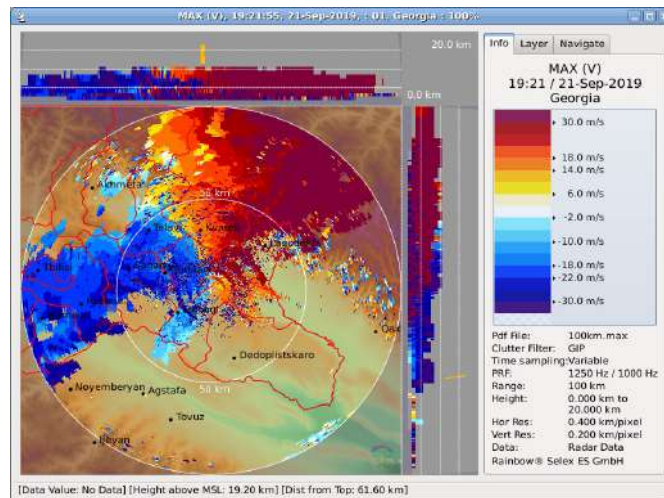 MAX (V), 19:21:55, 21-Sep-2019, : 01. Georgia : 100%
20.0 km
0.0 km
Info Layer Navigate
MAX (V)
19:21 / 21-Sep-2019
Georgia
30.0 m/s
18.0 m/s
14.0 m/s
6.0 m/s
-2.0 m/s
-10.0 m/s
-18.0 m/s
-22.0 m/s
-30.0 m/s
Akhmeta
50 km
Telavi
Kvareli
Lagodekhi
Tbilisi
Dedoplistskaro
50 km
Noyemberyan
Agstafa
Tovuz
Ijevan
Pdf File: 100km.max
Clutter Filter: GIP
Time sampling:Variable
PRF: 1250 Hz / 1000 Hz
Range: 100 km
Height: 0.000 km to
20.000 km
Hor Res: 0.400 km/pixel
Vert Res: 0.200 km/pixel
Data: Radar Data
Rainbow® Selex ES GmbH
[Data Value: No Data] [Height above MSL: 19.20 km] [Dist from Top: 61.60 km]